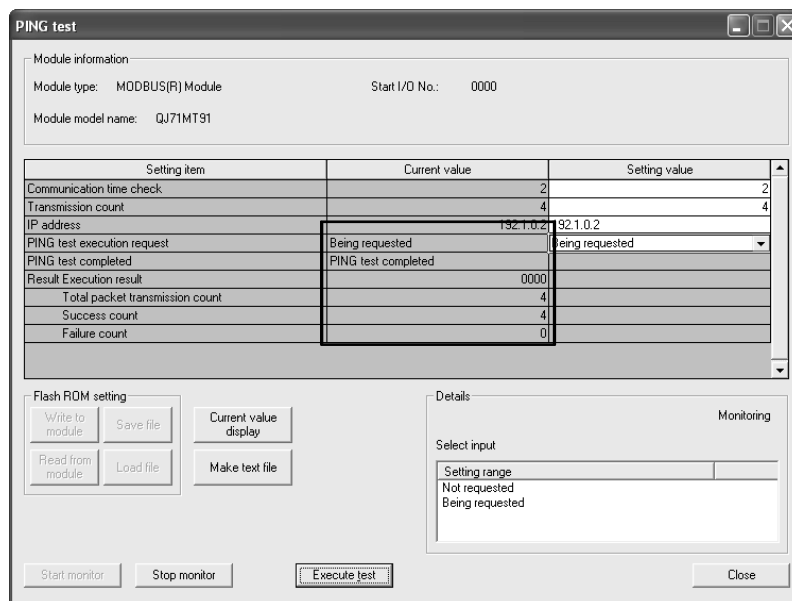 PING test
Module information
Module type: MODBUS(R) Module Start I/O No.: 0000
Module model name: QJ71MT91
Setting item Current value Setting value
Communication time check 2 2
Transmission count 4 4
IP address 192.1.0.2 192.1.0.2
PING test execution request Being requested Being requested
PING test completed PING test completed
Result Execution result 0000
Total packet transmission count 4
Success count 4
Failure count 0
Flash ROM setting
Write to module
Save file
Current value display
Read from module
Load file
Make text file
Details
Monitoring
Select input
Setting range
Not requested
Being requested
Start monitor Stop monitor Execute test Close